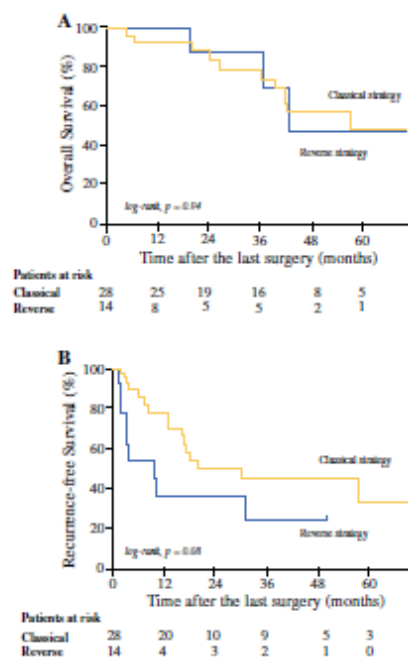 A
Overall Survival (%)
100
80
60
40
20
0
Classical strategy
Reverse strategy
log-rank, p = 0.94
0 12 24 36 48 60
Time after the last surgery (months)
Patients at risk
Classical 28 25 19 16 8 5
Reverse 14 8 5 5 2 1
B
Recurrence-free Survival (%)
100
80
60
40
20
0
Classical strategy
Reverse strategy
log-rank, p = 0.08
0 12 24 36 48 60
Time after the last surgery (months)
Patients at risk
Classical 28 20 10 9 5 3
Reverse 14 4 3 2 1 0